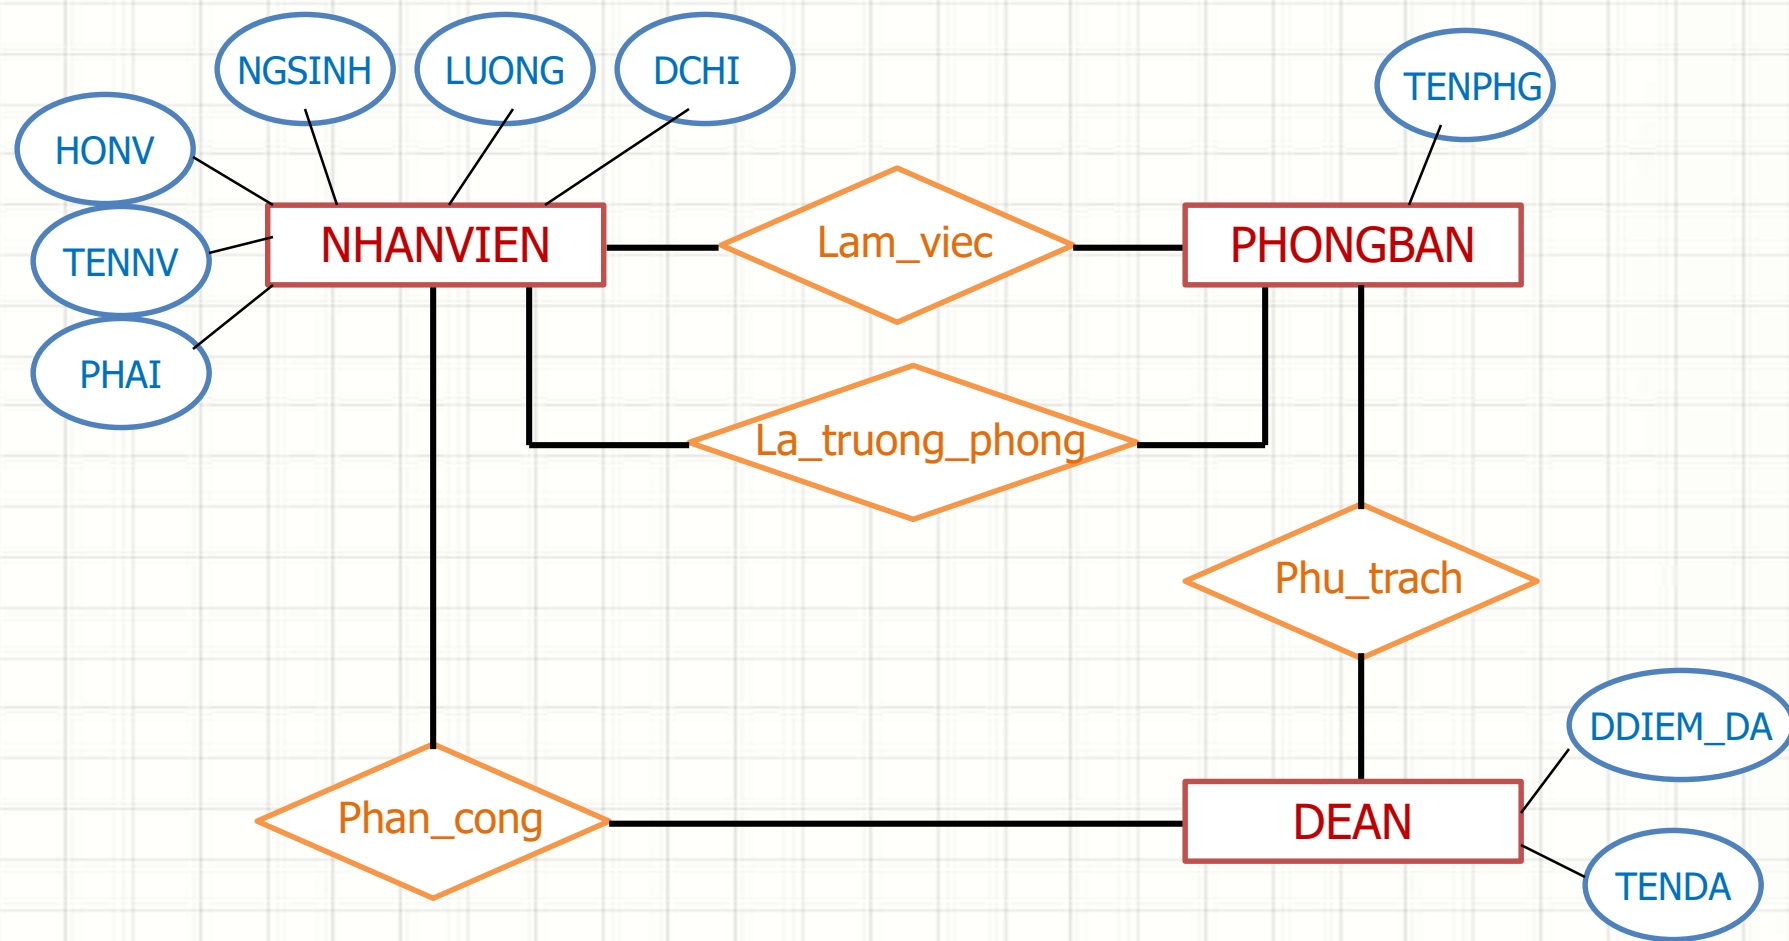 NGSINH
LUONG
DCHI
TENPHG
HONV
TENNV
PHAI
NHANVIEN
Lam_viec
PHONGBAN
La_truong_phong
Phu_trach
DDIEM_DA
Phan_cong
DEAN
TENDA